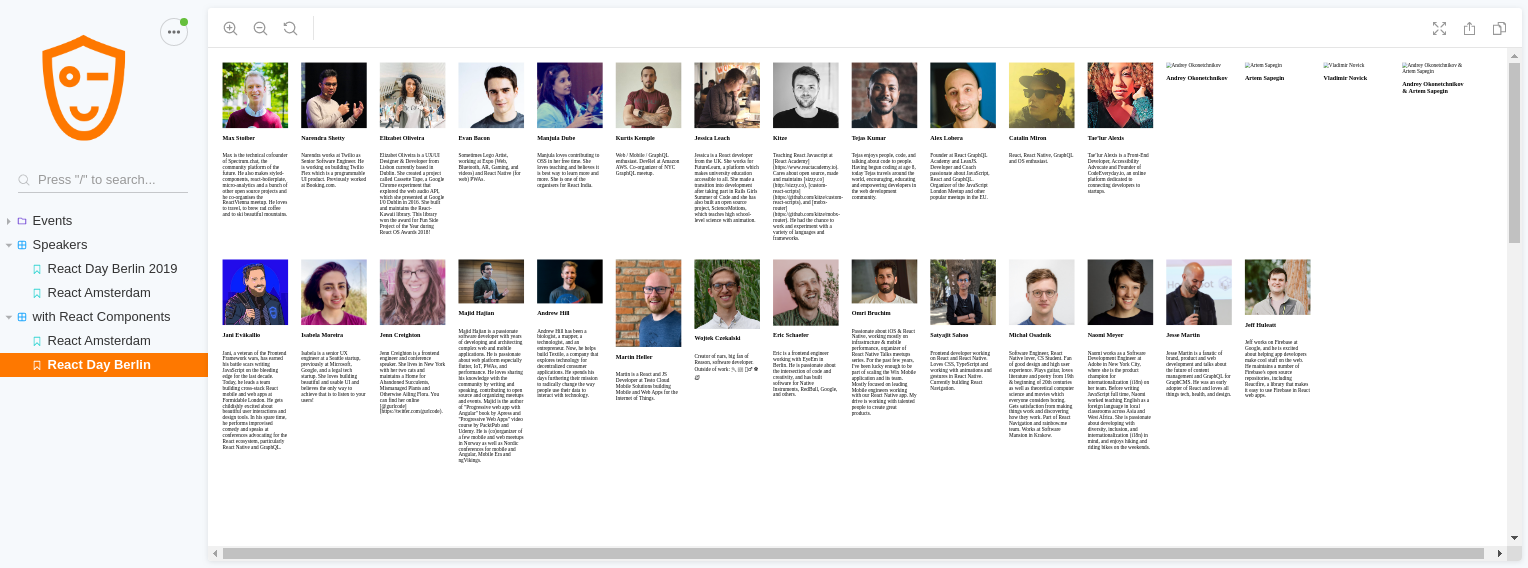 Press "/" to search...
Events
Speakers
React Day Berlin 2019
React Amsterdam
with React Components
React Amsterdam
React Day Berlin
Max Stoiber
Max is the technical cofounder
of Spectrum.chat, the
community platform of the
future. He also makes styled-
components, react-boilerplate,
micro-analytics and a bunch of
other open source projects and
he co-organises the
ReactVienna meetup. He loves
to travel, to brew rad coffee
and to ski beautiful mountains.
Narendra Shetty
Narendra works at Twilio as
Senior Software Engineer. He
is working on building Twilio
Flex which is a programmable
UI product. Previously worked
at Booking.com.
Elizabet Oliveira
Elizabet Oliveira is a UX/UI
Designer & Developer from
Lisbon currently based in
Dublin. She created a project
called Cassette Tape, a Google
Chrome experiment that
explored the web audio API,
which she presented at Google
I/O Dublin in 2016. She built
and maintains the React-
Kawaii library. This library
won the award for Fun Side
Project of the Year during
React OS Awards 2018!
Evan Bacon
Sometimes Lego Artist,
working at Expo (Web,
Bluetooth, AR, Gaming, and
videos) and React Native (for
web) PWAs.
Manjula Dube
Manjula loves contributing to
OSS in her free time. She
loves teaching and believes it
is best way to learn more and
more. She is one of the
organisers for React India.
Kurtis Kemple
Web / Mobile / GraphQL
enthusiast. DevRel at Amazon
AWS. Co-organizer of NYC
GraphQL meetup.
Jessica Leach
Jessica is a React developer
from the UK. She works for
FutureLearn, a platform which
makes university education
accessible to all. She made a
transition into development
after taking part in Rails Girls
Summer of Code and she has
also built an open source
project, ScienceMotions,
which teaches high school-
level science with animation.
Kitze
Teaching React Javascript at
[React Academy]
(https://www.reactacademy.io).
Cares about open source, made
and maintains [sizzy.co]
(http://sizzy.co), [custom-
react-scripts]
(https://github.com/kitze/custom-
react-scripts), and [mobx-
router]
(https://github.com/kitze/mobx-
router). He had the chance to
work and experiment with a
variety of languages and
frameworks.
Tejas Kumar
Tejas enjoys people, code, and
talking about code to people.
Having begun coding at age 8,
today Tejas travels around the
world, encouraging, educating
and empowering developers in
the web development
community.
Alex Lobera
Founder at React GraphQL
Academy and LeanJS.
Developer and Coach
passionate about JavaScript,
React, and GraphQL.
Organizer of the JavaScript
London Meetup and other
popular meetups in the EU.
Catalin Miron
React, React Native, GraphQL
and OS enthusiast.
Tae'lur Alexis
Tae'lur Alexis is a Front-End
Developer, Accessibility
Advocate and Founder of
CodeEveryday.io, an online
platform dedicated to
connecting developers to
startups.
Andrey Okonetchnikov
Andrey Okonetchnikov
Artem Sapegin
Artem Sapegin
Vladimir Novick
Vladimir Novick
Andrey Okonetchnikov &
Artem Sapegin
Andrey Okonetchnikov
& Artem Sapegin
Jani Eväkallio
Jani, a veteran of the Frontend
Framework wars, has earned
his battle scars writing
JavaScript on the bleeding
edge for the last decade.
Today, he leads a team
building cross-stack React
mobile and web apps at
Formidable London. He gets
childishly excited about
beautiful user interactions and
design tools. In his spare time,
he performs improvised
comedy and speaks at
conferences advocating for the
React ecosystem, particularly
React Native and GraphQL.
Isabela Moreira
Isabela is a senior UX
engineer at a Seattle startup,
previously at Microsoft,
Google, and a legal tech
startup. She loves building
beautiful and usable UI and
believes the only way to
achieve that is to listen to your
users!
Jenn Creighton
Jenn Creighton is a frontend
engineer and conference
speaker. She lives in New York
with her two cats and
maintains a Home for
Abandoned Succulents,
Mismanaged Plants and
Otherwise Ailing Flora. You
can find her online
[@gurlcode]
(https://twitter.com/gurlcode).
Majid Hajian
Majid Hajian is a passionate
software developer with years
of developing and architecting
complex web and mobile
applications. He is passionate
about web platform especially
flutter, IoT, PWAs, and
performance. He loves sharing
his knowledge with the
community by writing and
speaking, contributing to open
source and organizing meetups
and events. Majid is the author
of "Progressive web app with
Angular" book by Apress and
"Progressive Web Apps" video
course by PacktPub and
Udemy. He is (co)organizer of
a few mobile and web meetups
in Norway as well as Nordic
conferences for mobile and
Angular, Mobile Era and
ngVikings.
Andrew Hill
Andrew Hill has been a
biologist, a mapper, a
technologist, and an
entrepreneur. Now, he helps
build Textile, a company that
explores the world of
decentralized consumer
applications. He spends his
days furthering their mission
to radically change the way
people use their data to
interact with technology.
Martin Heller
Martin is a React and JS
Developer at Testo Cloud
Mobile Solutions building
Mobile and Web Apps for the
Internet of Things.
Wojtek Czekalski
Creator of nav, big fan of
Reason, software developer.
Outside of work:
Eric Schaefer
Eric is a frontend engineer
working with EyeEm in
Berlin. He is passionate about
the intersection of code and
creativity, and has built
software for Native
Instruments, RedBull, Google,
and others.
Omri Bruchim
Passionate about iOS & React
Native, working mostly on
infrastructure & mobile
performance, organizer of
React Native Talks meetups
series. For the past few years,
I've been lucky enough to be
part of scaling the Wix Mobile
application and its team.
Mostly focused on leading
Mobile engineers working
with our React Native app. My
drive is working with talented
people to create great
products.
Satyajit Sahoo
Frontend developer working
on React and React Native.
Loves CSS, TypeScript and
working with animations and
gestures in React Native.
Currently building React
Navigation.
Michał Osadnik
Software Engineer, React
Native lover, CS Student. Fan
of good design and high user
experience. Plays guitar, loves
literature and poetry from 19th
& beginning of 20th centuries
as well as theoretical computer
science and movies which
everyone considers boring.
Gets satisfaction from making
things work and discovering
how they work. Part of React
Navigation and rainbow.me
team. Works at Software
Mansion in Krakow.
Naomi Meyer
Naomi works as a Software
Development Engineer at
Adobe in New York City,
where she is the product
champion for
internationalization (i18n) on
her team. Before writing
JavaScript full time, Naomi
worked teaching English as a
foreign language in local
classrooms across Asia and
West Africa. She is passionate
about developing with
diversity, inclusion, and
internationalization (i18n) in
mind, and enjoys hiking and
riding bikes on the weekends.
Jesse Martin
Jesse Martin is a fanatic of
brand, product and web
development and talks about
the future of content
management and GraphQL for
GraphCMS. He was an early
adopter of React and loves all
things tech, health, and design.
Jeff Huleatt
Jeff works on Firebase at
Google, and he is excited
about helping app developers
make cool stuff on the web.
He maintains a number of
Firebase's open source
repositories, including
Reactfire, a library that makes
it easy to use Firebase in React
web apps.